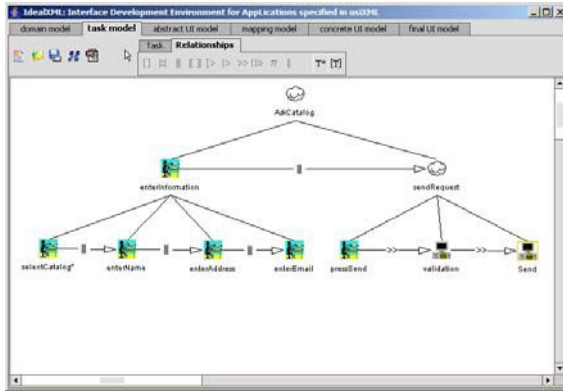 IdealXML: Interface Development Environment for AppLications specified in usiXML
domain model task model abstract UI model mapping model concrete UI model final UI model
Task Relationships
[] |=| ||| [[]] [> |> >> []>> π || T* [T]
AskCatalog
|||
enterInformation sendRequest
||| ||| ||| >> >>
selectCatalog* enterName enterAddress enterEmail pressSend validation Send